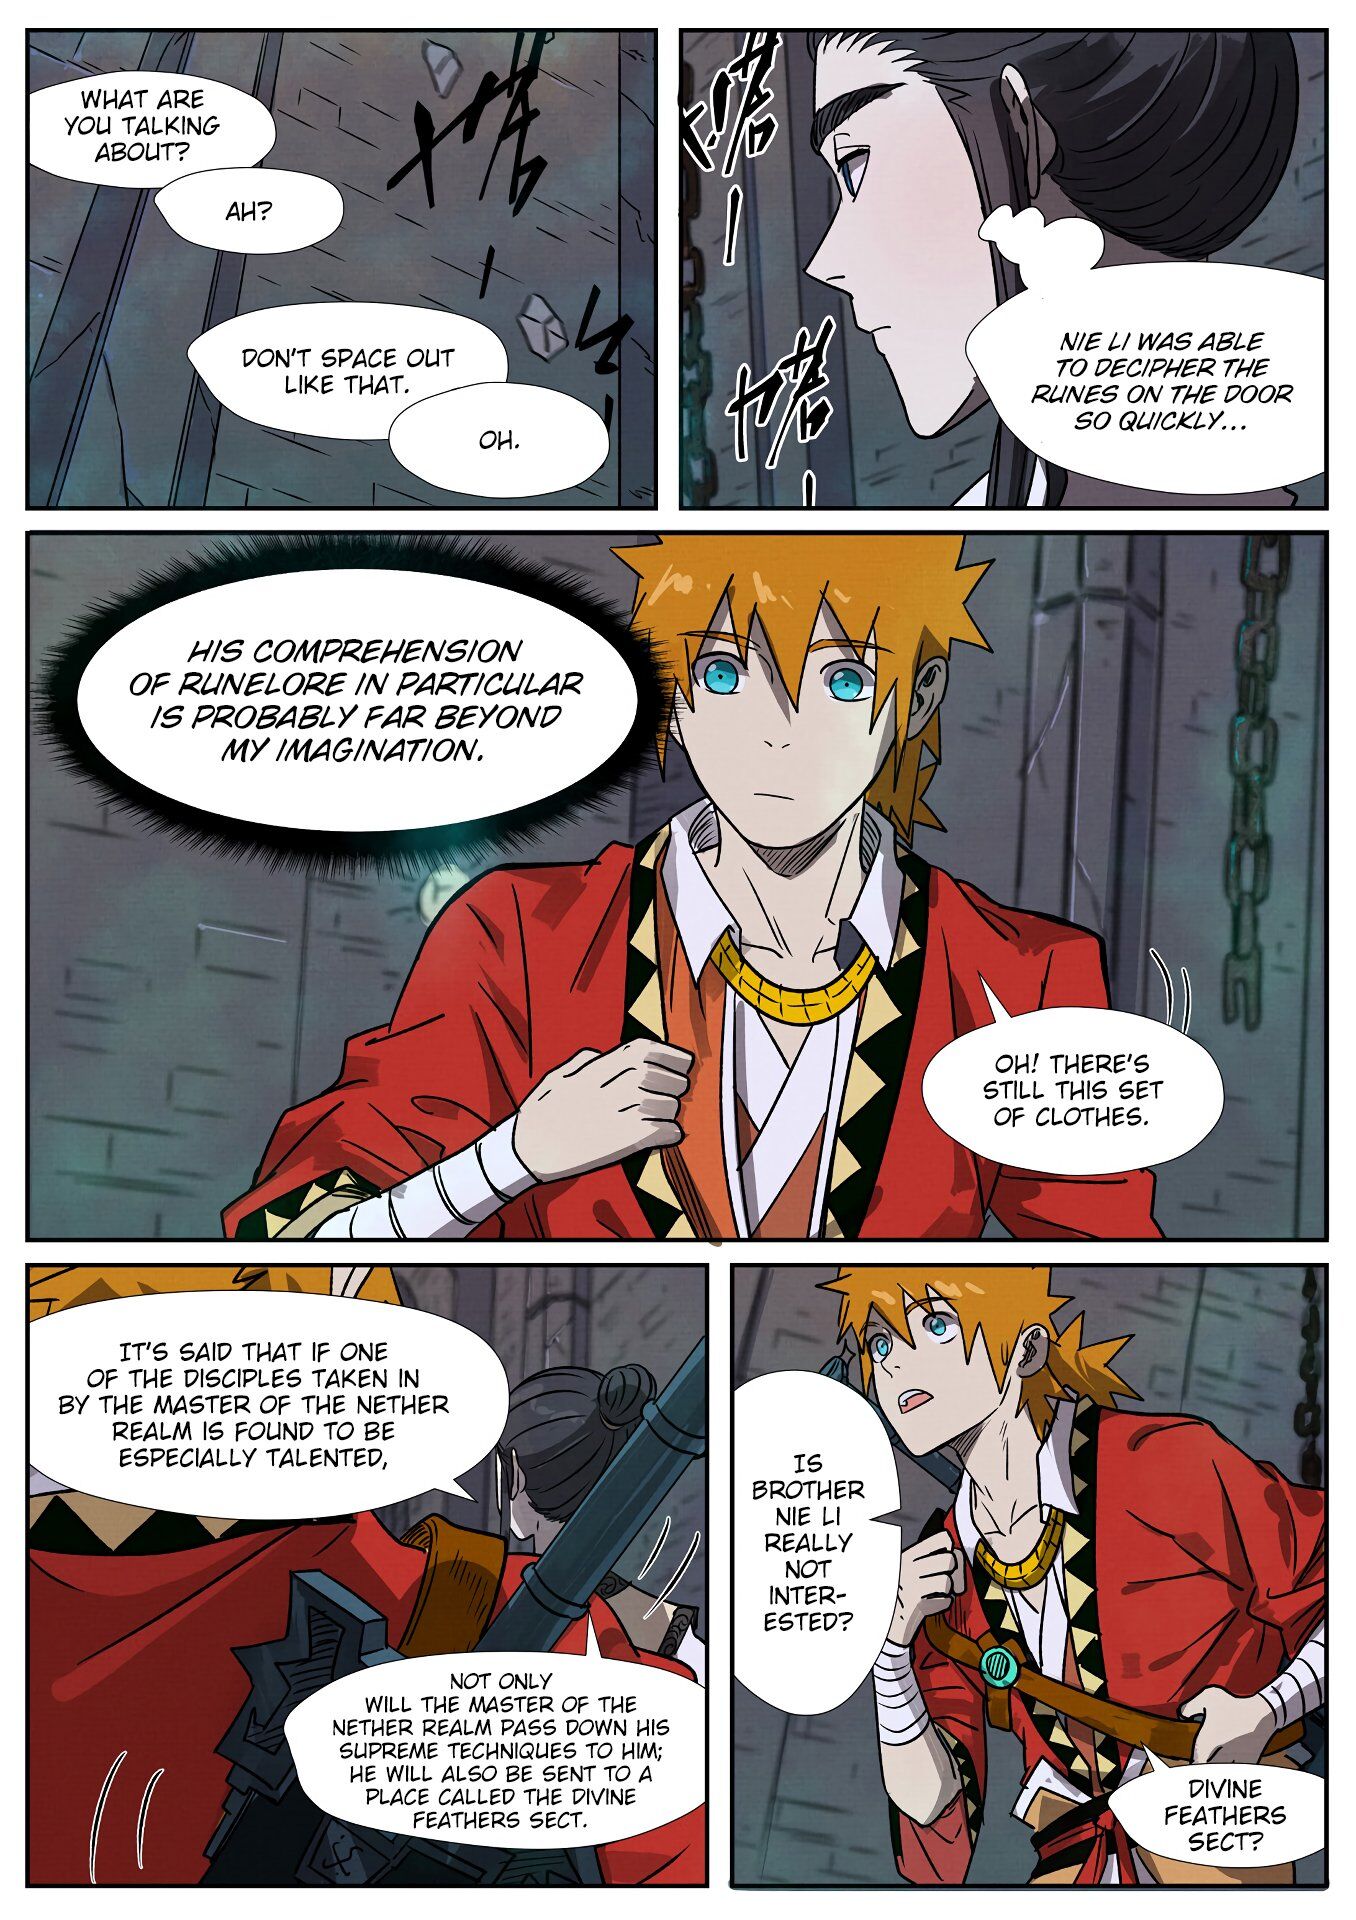 WHAT ARE
YOU TALKING
ABOUT?
AH?
DON'T SPACE OUT
LIKE THAT.
OH.
NIE LI WAS ABLE
TO DECIPHER THE
RUNES ON THE DOOR
SO QUICKLY...
HIS COMPREHENSION
OF RUNELORE IN PARTICULAR
IS PROBABLY FAR BEYOND
MY IMAGINATION.
OH! THERE'S
STILL THIS SET
OF CLOTHES.
IT'S SAID THAT IF ONE
OF THE DISCIPLES TAKEN IN
BY THE MASTER OF THE NETHER
REALM IS FOUND TO BE
ESPECIALLY TALENTED,
NOT ONLY
WILL THE MASTER OF THE
NETHER REALM PASS DOWN HIS
SUPREME TECHNIQUES TO HIM;
HE WILL ALSO BE SENT TO A
PLACE CALLED THE DIVINE
FEATHERS SECT.
IS
BROTHER
NIE LI
REALLY
NOT
INTER-
ESTED?
DIVINE
FEATHERS
SECT?